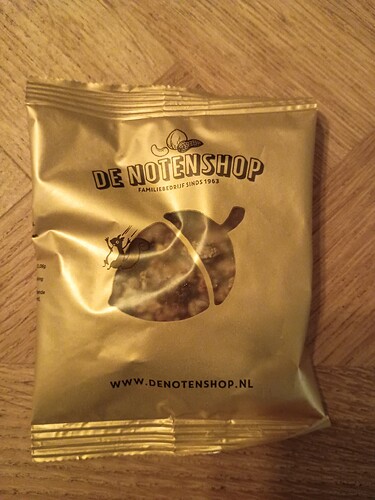 DE NOTENSHOP
FAMILIEBEDRIJF SINDS 1963
WWW.DENOTENSHOP.NL